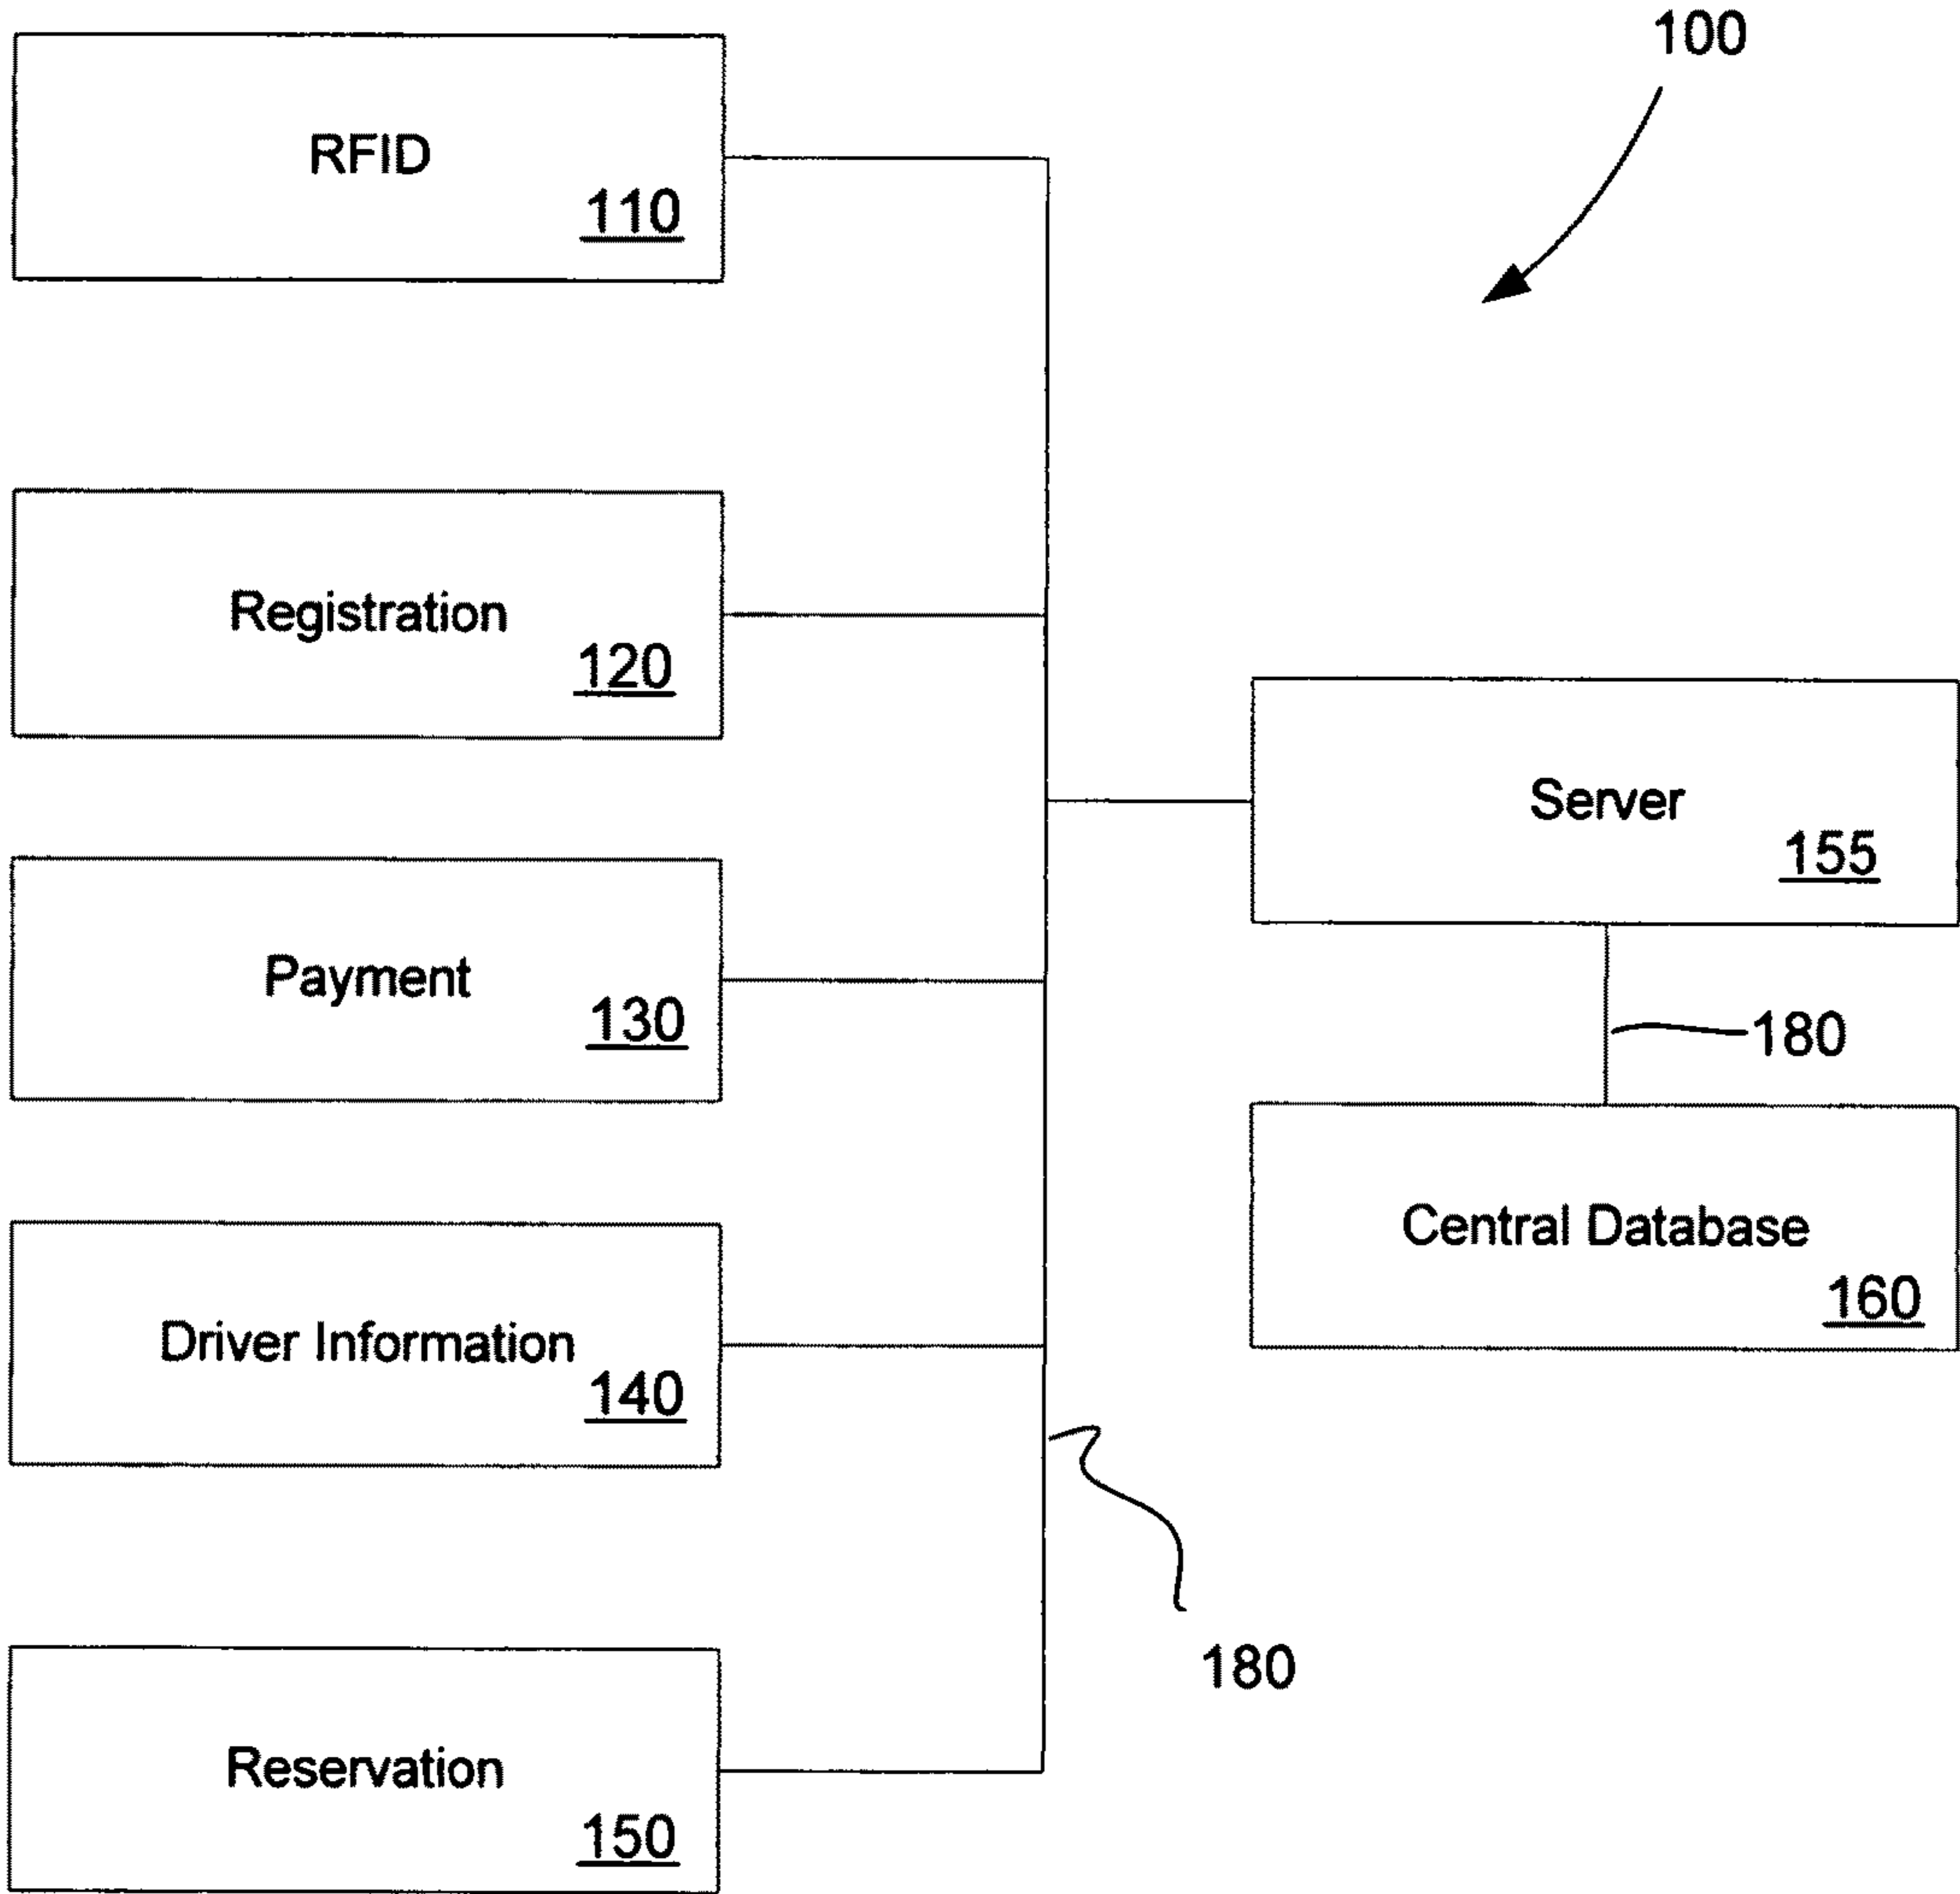 100
RFID
110
Registration
120
Server
155
Payment
130
180
Central Database
160
Driver Information
140
180
Reservation
150